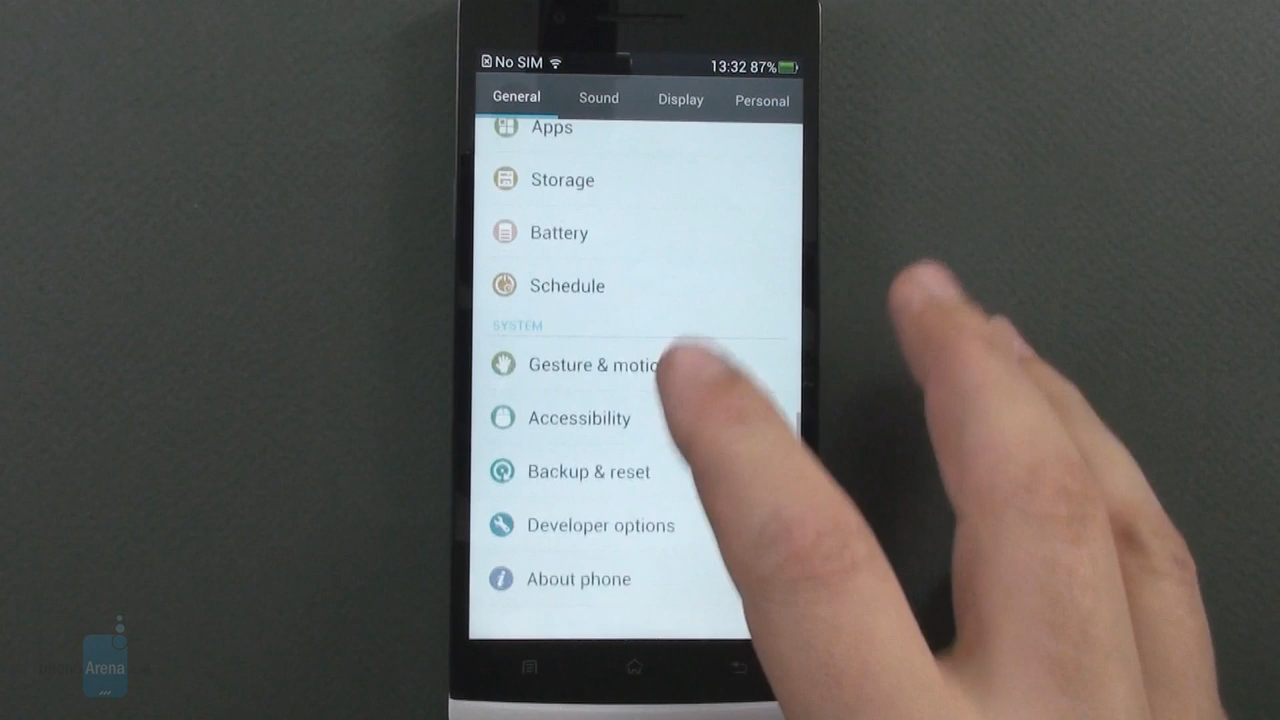 No SIM 13:32 87%
General Sound Display Personal
Apps
Storage
Battery
Schedule
SYSTEM
Gesture & motio
Accessibility
Backup & reset
Developer options
About phone
Arena